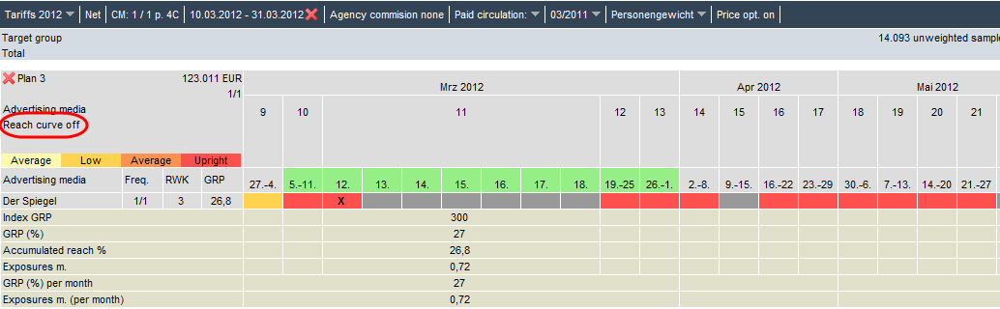 Tariffs 2012 Net CM: 1 / 1 p. 4C 10.03.2012 - 31.03.2012 Agency commision none Paid circulation: 03/2011 Personengewicht Price opt. on
Target group 14.093 unweighted sample
Total
Plan 3 123.011 EUR
1/1
Mrz 2012 Apr 2012 Mai 2012
Advertising media
9 10 11 12 13 14 15 16 17 18 19 20 21
Reach curve off
Average Low Average Upright
Advertising media Freq. RWK GRP 27.-4. 5.-11. 12. 13. 14. 15. 16. 17. 18. 19.-25 26.-1. 2.-8. 9.-15. 16.-22 23.-29 30.-6. 7.-13. 14.-20 21.-27
Der Spiegel 1/1 3 26,8 X
Index GRP 300
GRP (%) 27
Accumulated reach % 26,8
Exposures m. 0,72
GRP (%) per month 27
Exposures m. (per month) 0,72